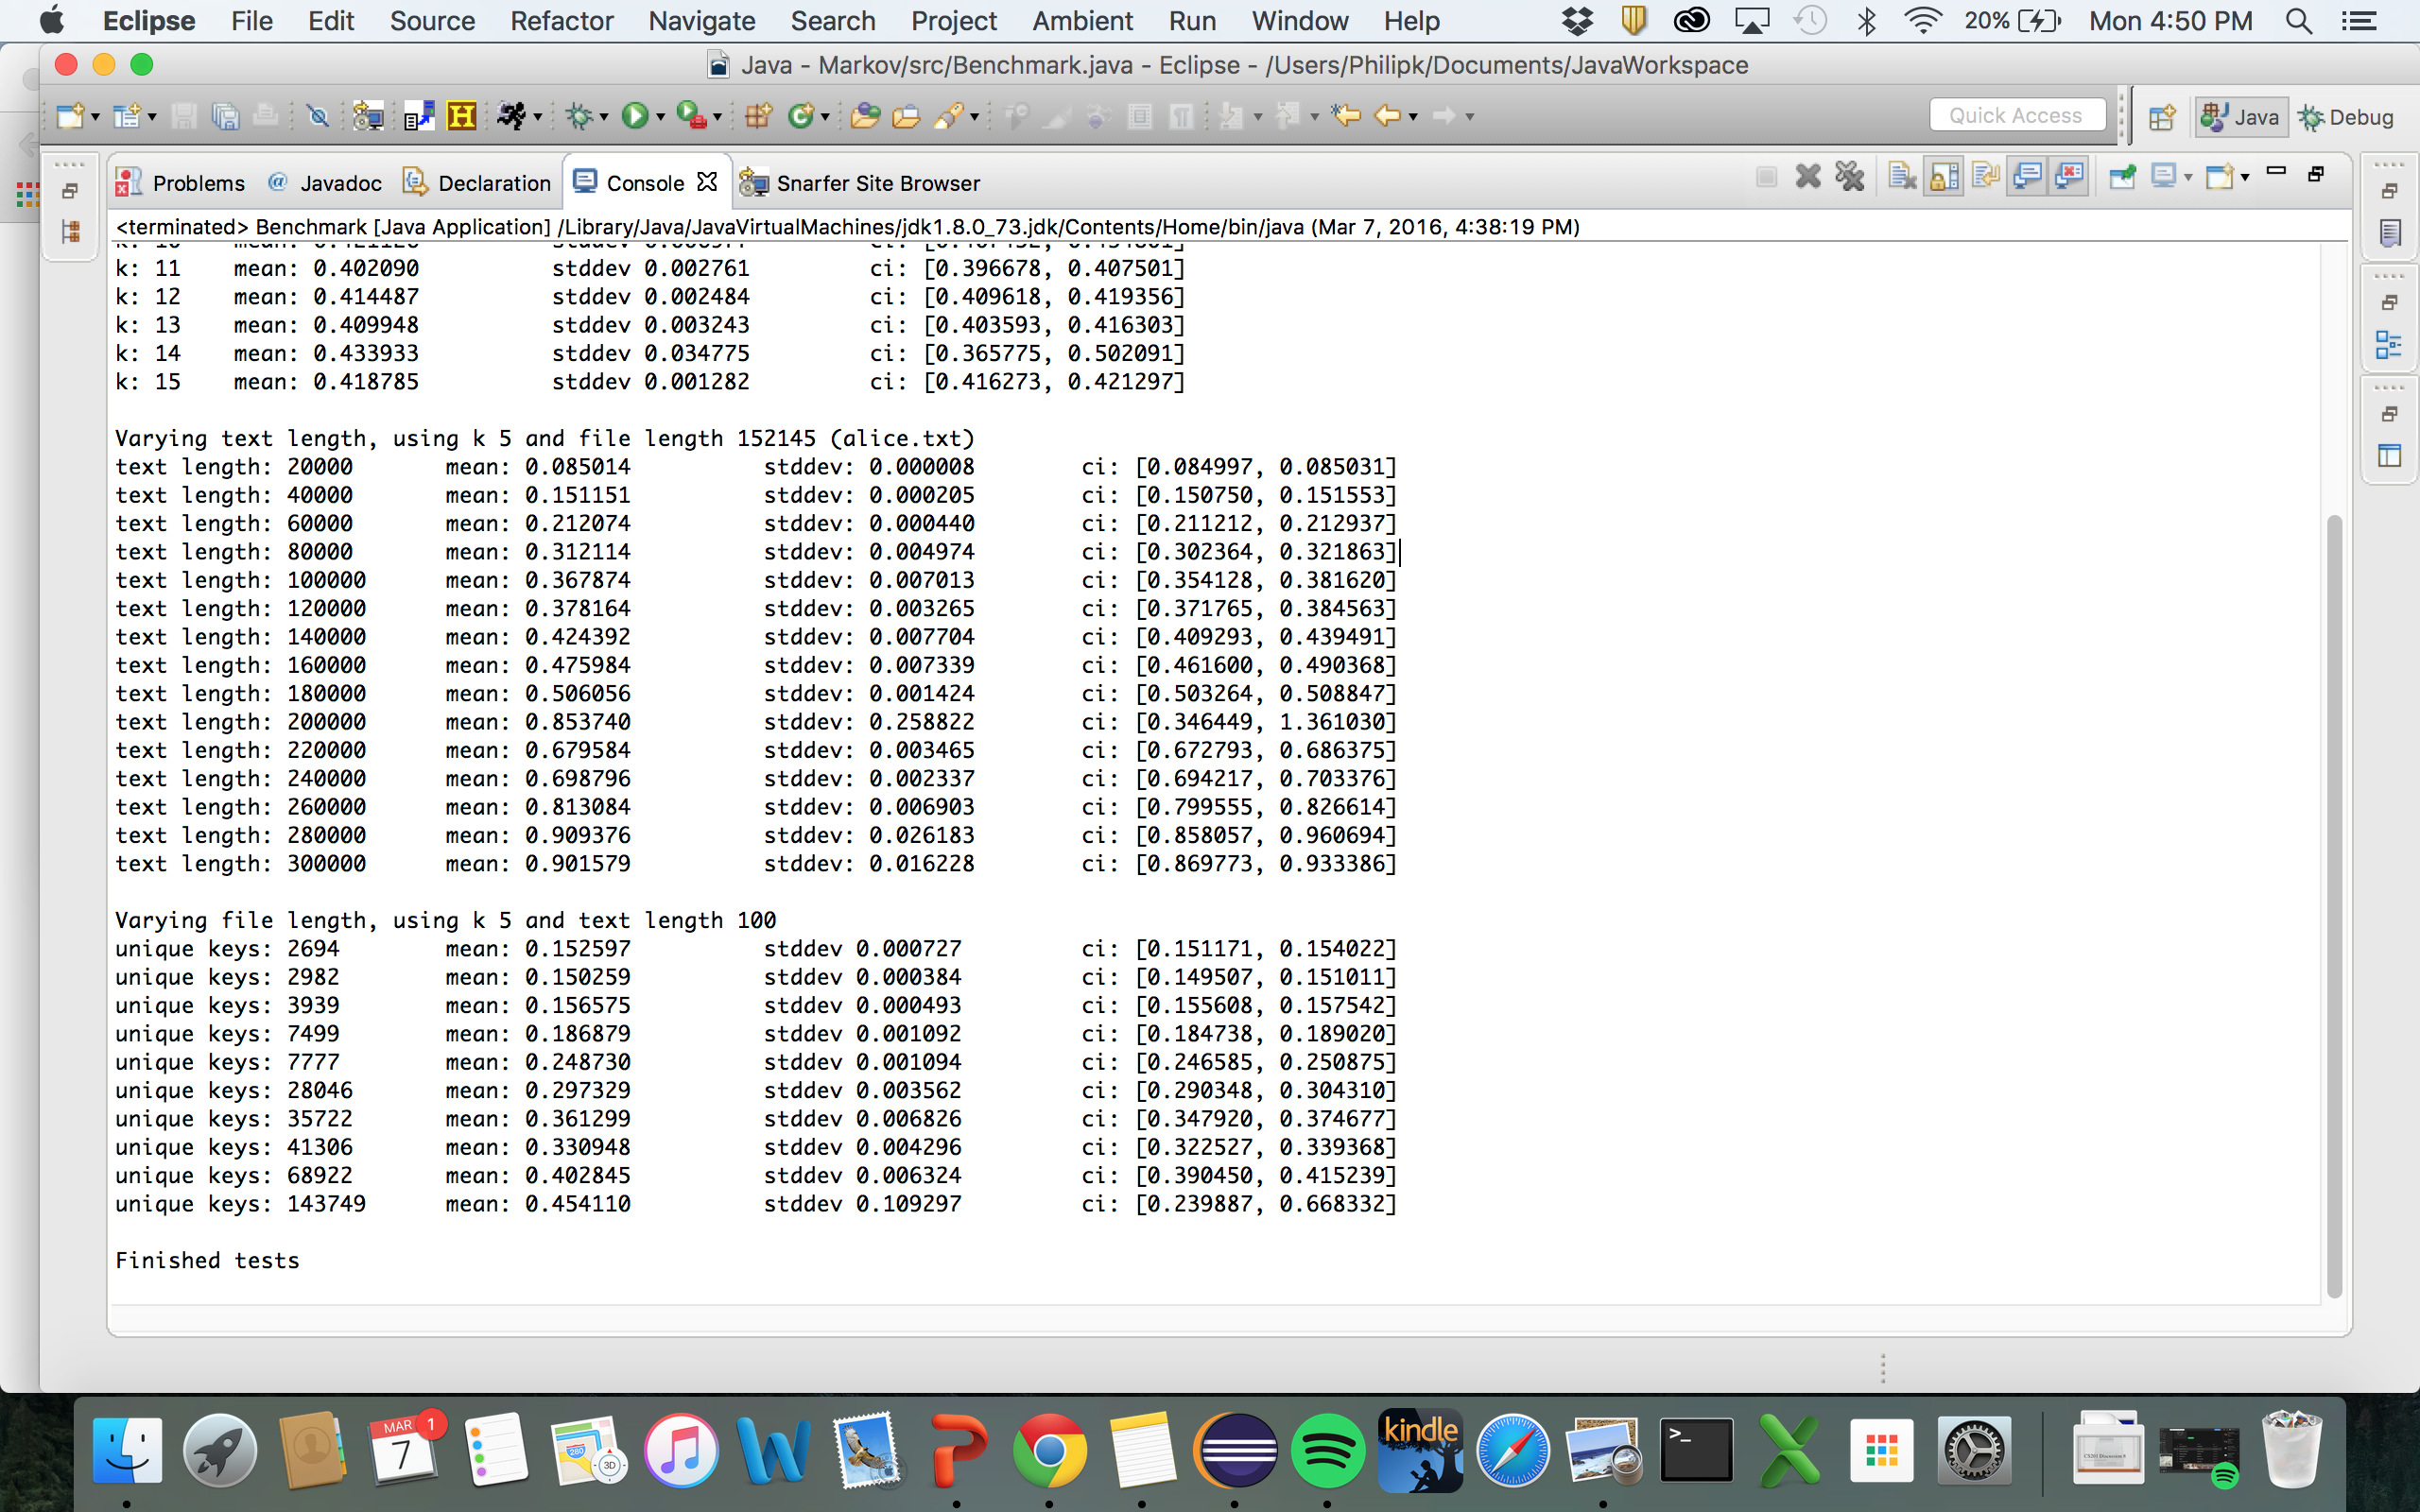 Eclipse File Edit Source Refactor Navigate Search Project Ambient Run Window Help 20% Mon 4:50 PM
Java - Markov/src/Benchmark.java - Eclipse - /Users/Philipk/Documents/JavaWorkspace
Quick Access Java Debug
Problems Javadoc Declaration Console Snarfer Site Browser
<terminated> Benchmark [Java Application] /Library/Java/JavaVirtualMachines/jdk1.8.0_73.jdk/Contents/Home/bin/java (Mar 7, 2016, 4:38:19 PM)
k: 11 mean: 0.402090 stddev 0.002761 ci: [0.396678, 0.407501]
k: 12 mean: 0.414487 stddev 0.002484 ci: [0.409618, 0.419356]
k: 13 mean: 0.409948 stddev 0.003243 ci: [0.403593, 0.416303]
k: 14 mean: 0.433933 stddev 0.034775 ci: [0.365775, 0.502091]
k: 15 mean: 0.418785 stddev 0.001282 ci: [0.416273, 0.421297]
Varying text length, using k 5 and file length 152145 (alice.txt)
text length: 20000 mean: 0.085014 stddev: 0.000008 ci: [0.084997, 0.085031]
text length: 40000 mean: 0.151151 stddev: 0.000205 ci: [0.150750, 0.151553]
text length: 60000 mean: 0.212074 stddev: 0.000440 ci: [0.211212, 0.212937]
text length: 80000 mean: 0.312114 stddev: 0.004974 ci: [0.302364, 0.321863]
text length: 100000 mean: 0.367874 stddev: 0.007013 ci: [0.354128, 0.381620]
text length: 120000 mean: 0.378164 stddev: 0.003265 ci: [0.371765, 0.384563]
text length: 140000 mean: 0.424392 stddev: 0.007704 ci: [0.409293, 0.439491]
text length: 160000 mean: 0.475984 stddev: 0.007339 ci: [0.461600, 0.490368]
text length: 180000 mean: 0.506056 stddev: 0.001424 ci: [0.503264, 0.508847]
text length: 200000 mean: 0.853740 stddev: 0.258822 ci: [0.346449, 1.361030]
text length: 220000 mean: 0.679584 stddev: 0.003465 ci: [0.672793, 0.686375]
text length: 240000 mean: 0.698796 stddev: 0.002337 ci: [0.694217, 0.703376]
text length: 260000 mean: 0.813084 stddev: 0.006903 ci: [0.799555, 0.826614]
text length: 280000 mean: 0.909376 stddev: 0.026183 ci: [0.858057, 0.960694]
text length: 300000 mean: 0.901579 stddev: 0.016228 ci: [0.869773, 0.933386]
Varying file length, using k 5 and text length 100
unique keys: 2694 mean: 0.152597 stddev 0.000727 ci: [0.151171, 0.154022]
unique keys: 2982 mean: 0.150259 stddev 0.000384 ci: [0.149507, 0.151011]
unique keys: 3939 mean: 0.156575 stddev 0.000493 ci: [0.155608, 0.157542]
unique keys: 7499 mean: 0.186879 stddev 0.001092 ci: [0.184738, 0.189020]
unique keys: 7777 mean: 0.248730 stddev 0.001094 ci: [0.246585, 0.250875]
unique keys: 28046 mean: 0.297329 stddev 0.003562 ci: [0.290348, 0.304310]
unique keys: 35722 mean: 0.361299 stddev 0.006826 ci: [0.347920, 0.374677]
unique keys: 41306 mean: 0.330948 stddev 0.004296 ci: [0.322527, 0.339368]
unique keys: 68922 mean: 0.402845 stddev 0.006324 ci: [0.390450, 0.415239]
unique keys: 143749 mean: 0.454110 stddev 0.109297 ci: [0.239887, 0.668332]
Finished tests
MAR 1
7
280
3D
kindle
>_